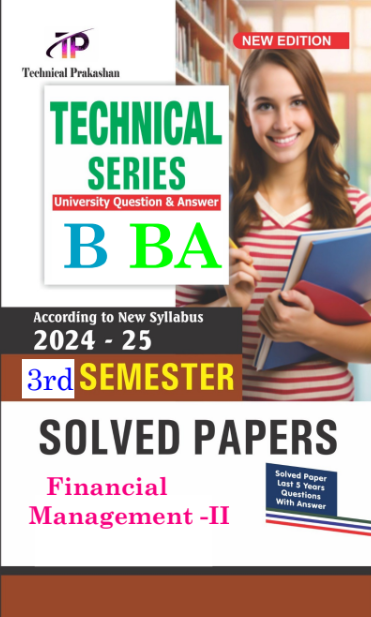 TP
Technical Prakashan
NEW EDITION
TECHNICAL
SERIES
University Question & Answer
B BA
According to New Syllabus
2024 - 25
3rd SEMESTER
SOLVED PAPERS
Financial
Management -II
Solved Paper
Last 5 Years
Questions
With Answer